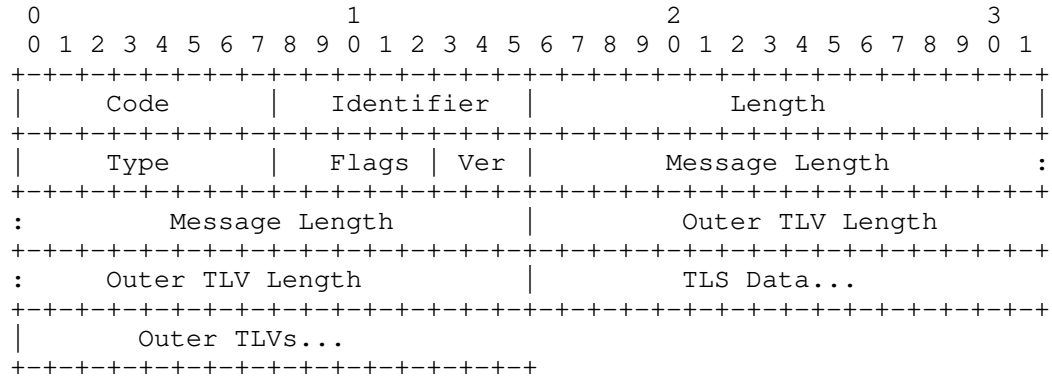 0                   1                   2                   3
0 1 2 3 4 5 6 7 8 9 0 1 2 3 4 5 6 7 8 9 0 1 2 3 4 5 6 7 8 9 0 1
+-+-+-+-+-+-+-+-+-+-+-+-+-+-+-+-+-+-+-+-+-+-+-+-+-+-+-+-+-+-+-+-+
|     Code      |   Identifier  |            Length             |
+-+-+-+-+-+-+-+-+-+-+-+-+-+-+-+-+-+-+-+-+-+-+-+-+-+-+-+-+-+-+-+-+
|     Type      |   Flags | Ver |        Message Length         :
+-+-+-+-+-+-+-+-+-+-+-+-+-+-+-+-+-+-+-+-+-+-+-+-+-+-+-+-+-+-+-+-+
:         Message Length        |         Outer TLV Length
+-+-+-+-+-+-+-+-+-+-+-+-+-+-+-+-+-+-+-+-+-+-+-+-+-+-+-+-+-+-+-+-+
:     Outer TLV Length          |         TLS Data...
+-+-+-+-+-+-+-+-+-+-+-+-+-+-+-+-+-+-+-+-+-+-+-+-+-+-+-+-+-+-+-+-+
|       Outer TLVs...
+-+-+-+-+-+-+-+-+-+-+-+-+-+-+-+-+